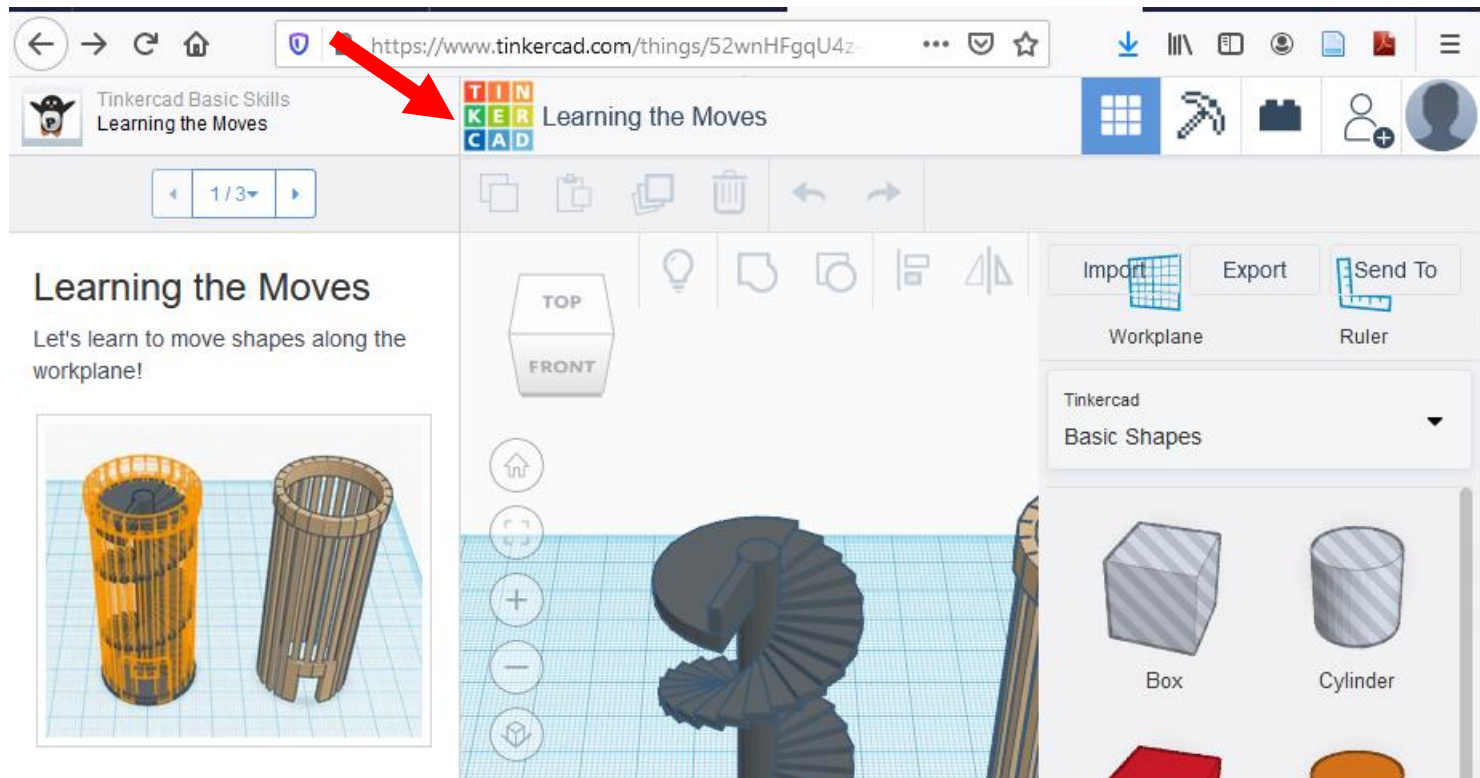 https://www.tinkercad.com/things/52wnHFgqU4z-
Tinkercad Basic Skills
Learning the Moves
TIN
KER
CAD
Learning the Moves
1 / 3
Learning the Moves
Let's learn to move shapes along the
workplane!
TOP
FRONT
Import
Export
Send To
Workplane
Ruler
Tinkercad
Basic Shapes
Box
Cylinder
P